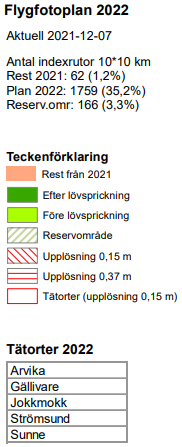 Flygfotoplan 2022
Aktuell 2021-12-07
Antal indexrutor 10*10 km
Rest 2021: 62 (1,2%)
Plan 2022: 1759 (35,2%)
Reserv.omr: 166 (3,3%)
Teckenförklaring
Rest från 2021
Efter lövsprickning
Före lövsprickning
Reservområde
Upplösning 0,15 m
Upplösning 0,37 m
Tätorter (upplösning 0,15 m)
Tätorter 2022
Arvika
Gällivare
Jokkmokk
Strömsund
Sunne